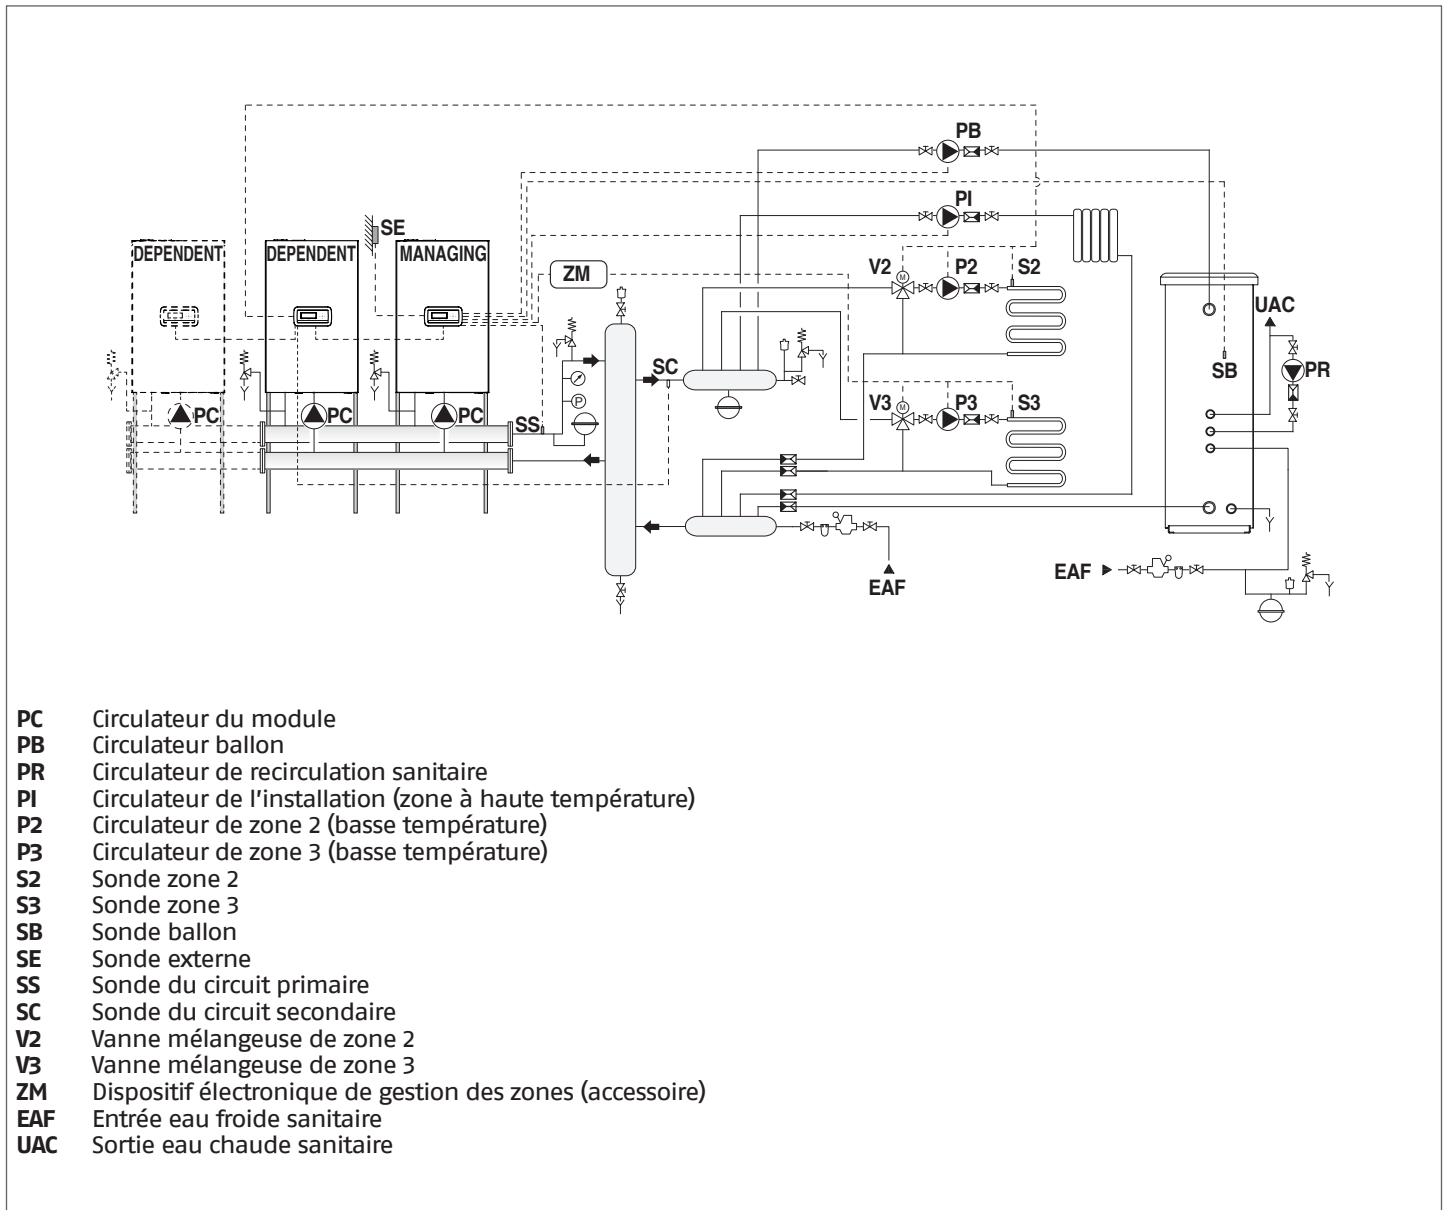 PB
PI
SE
DEPENDENT
DEPENDENT
MANAGING
ZM
V2
M
P2
S2
UAC
SC
SB
PR
V3
M
P3
S3
PC
PC
PC
SS
P
EAF
EAF
PC Circulateur du module
PB Circulateur ballon
PR Circulateur de recirculation sanitaire
PI Circulateur de l'installation (zone à haute température)
P2 Circulateur de zone 2 (basse température)
P3 Circulateur de zone 3 (basse température)
S2 Sonde zone 2
S3 Sonde zone 3
SB Sonde ballon
SE Sonde externe
SS Sonde du circuit primaire
SC Sonde du circuit secondaire
V2 Vanne mélangeuse de zone 2
V3 Vanne mélangeuse de zone 3
ZM Dispositif électronique de gestion des zones (accessoire)
EAF Entrée eau froide sanitaire
UAC Sortie eau chaude sanitaire